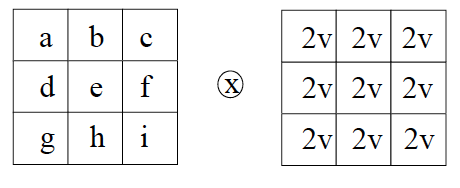 a b c 2v 2v 2v
d e f ⓧ 2v 2v 2v
g h i 2v 2v 2v